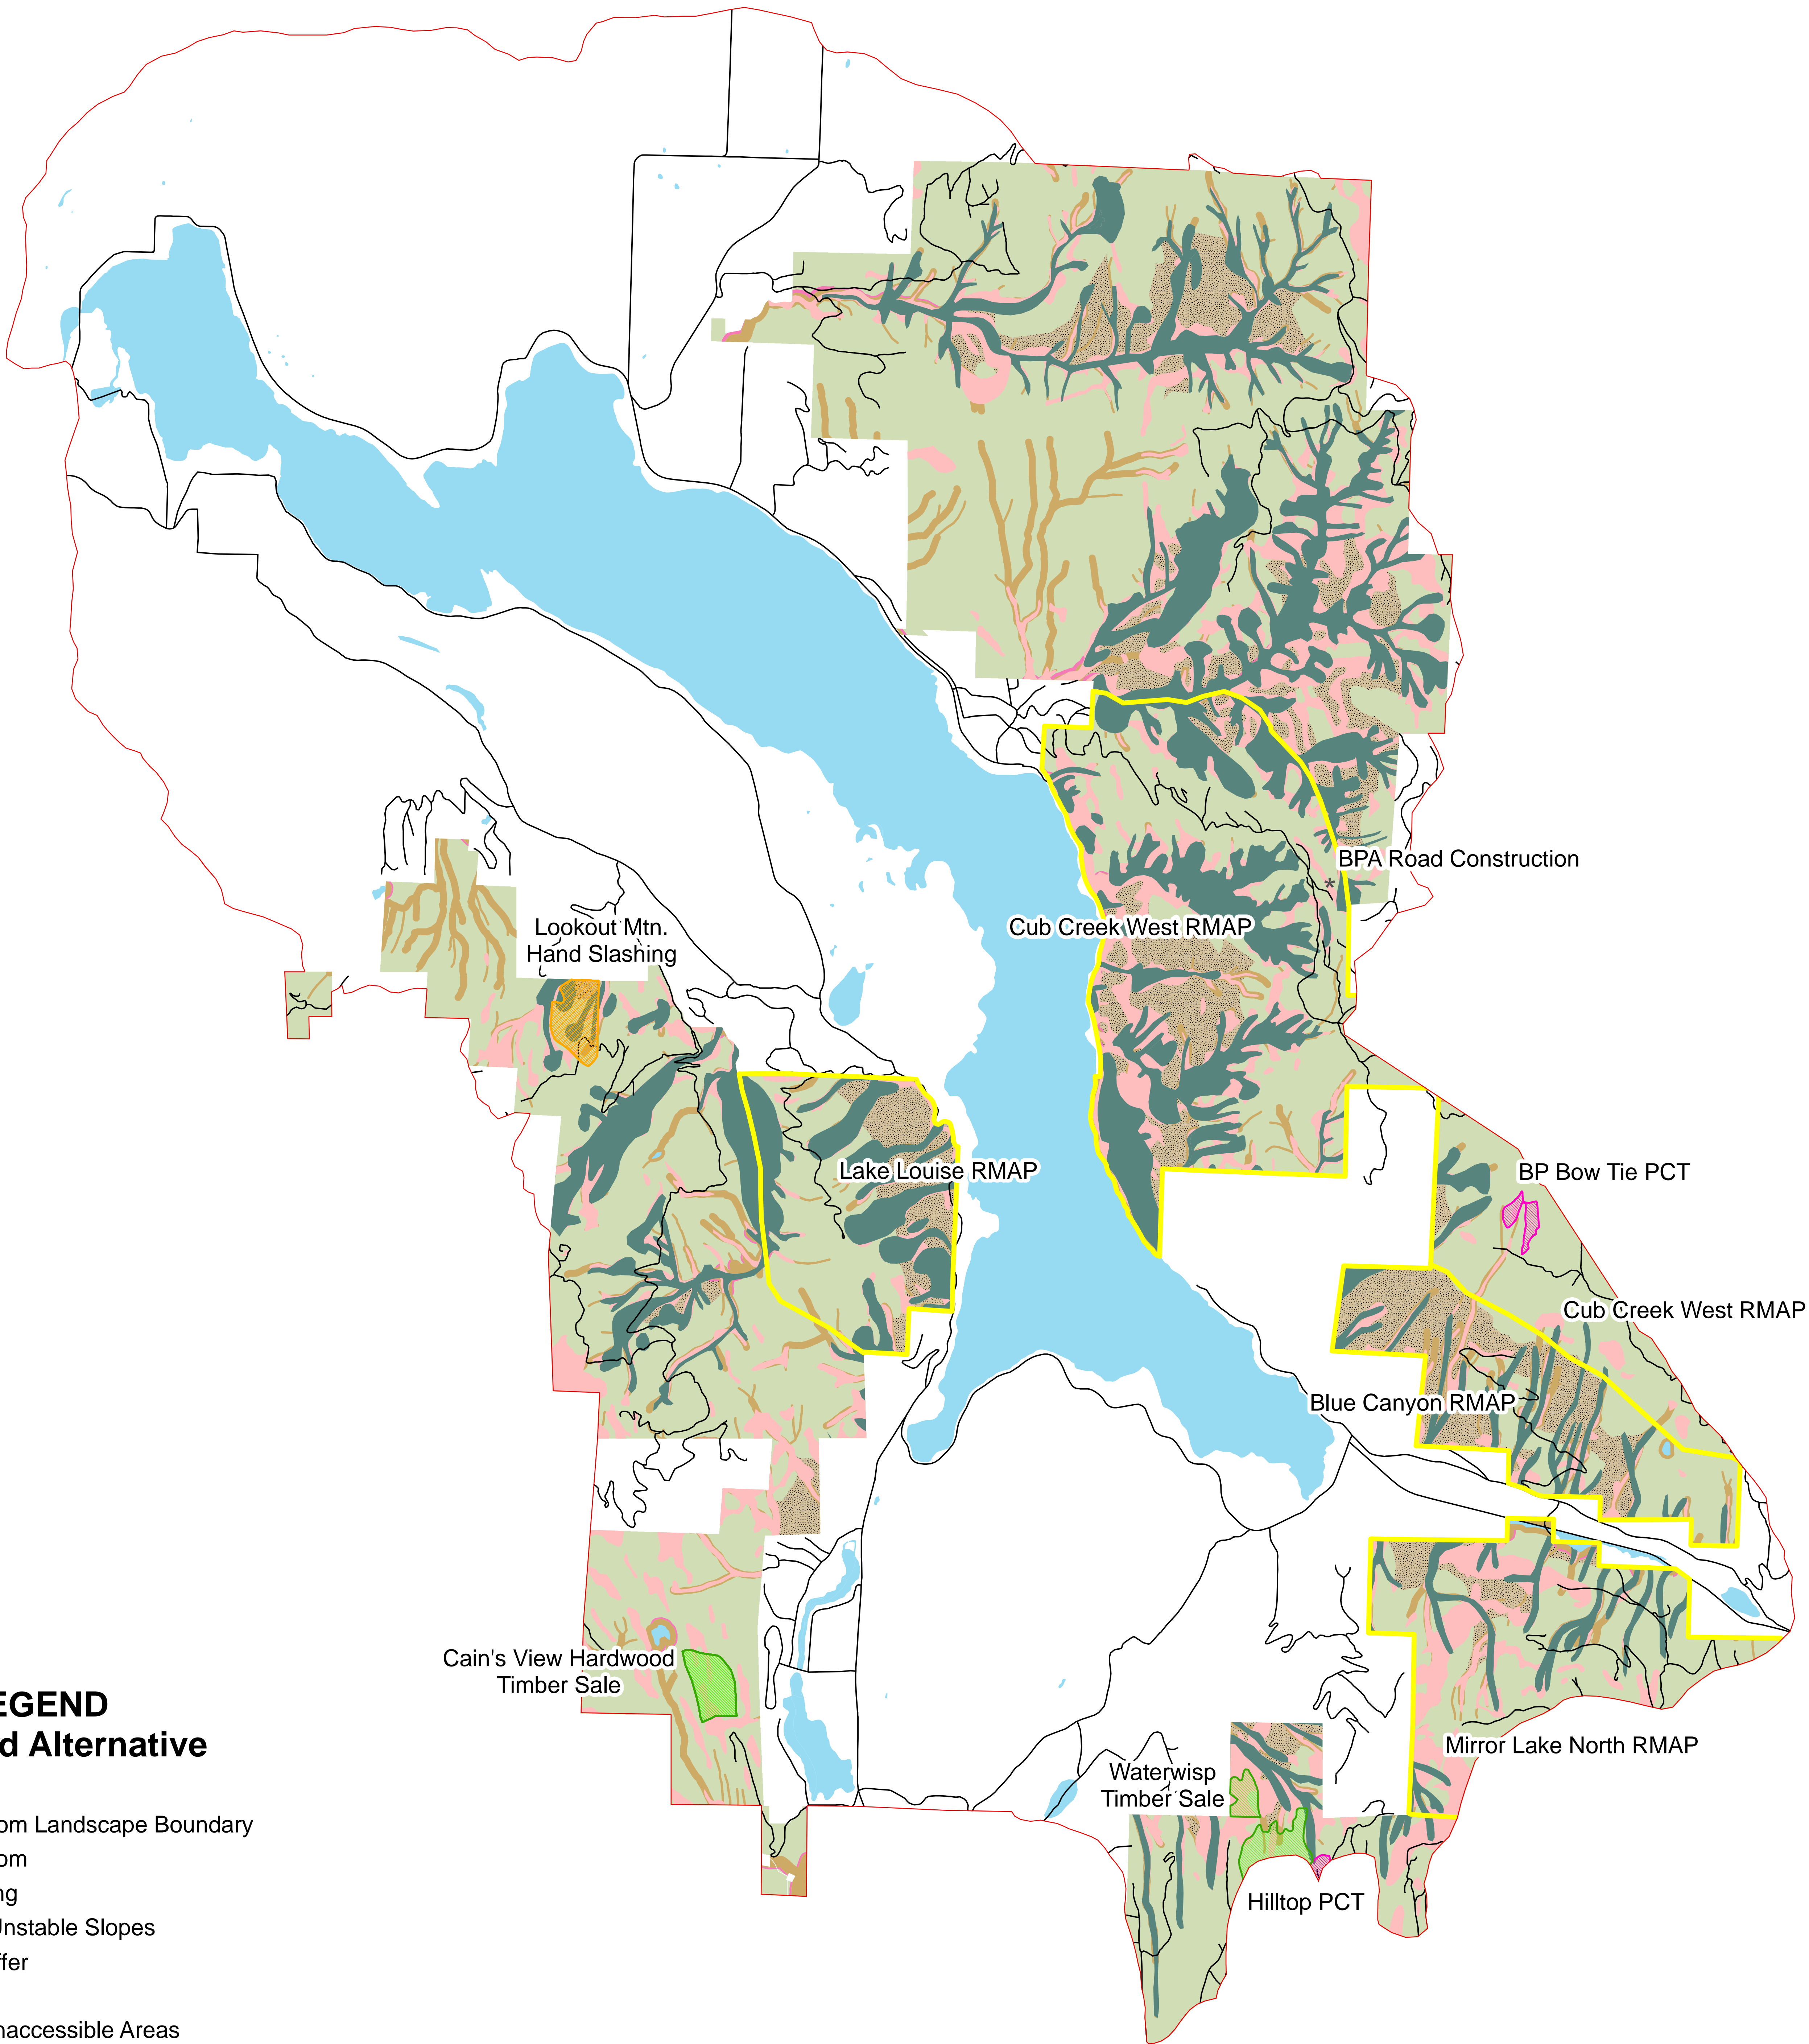 BPA Road Construction
*
Cub Creek West RMAP
Lookout Mtn.
Hand Slashing
Lake Louise RMAP
BP Bow Tie PCT
Cub Creek West RMAP
Blue Canyon RMAP
Cain's View Hardwood
Timber Sale
Mirror Lake North RMAP
Waterwisp
Timber Sale
Hilltop PCT
EGEND
d Alternative
om Landscape Boundary
om
ng
Unstable Slopes
ffer
naccessible Areas